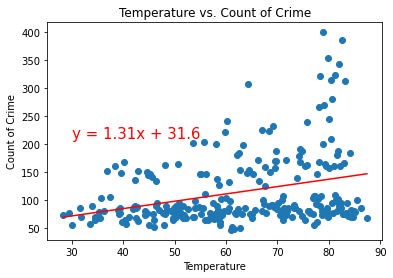 Temperature vs. Count of Crime
400
350
300
250
200
150
100
50
Count of Crime
y = 1.31x + 31.6
30 40 50 60 70 80 90
Temperature